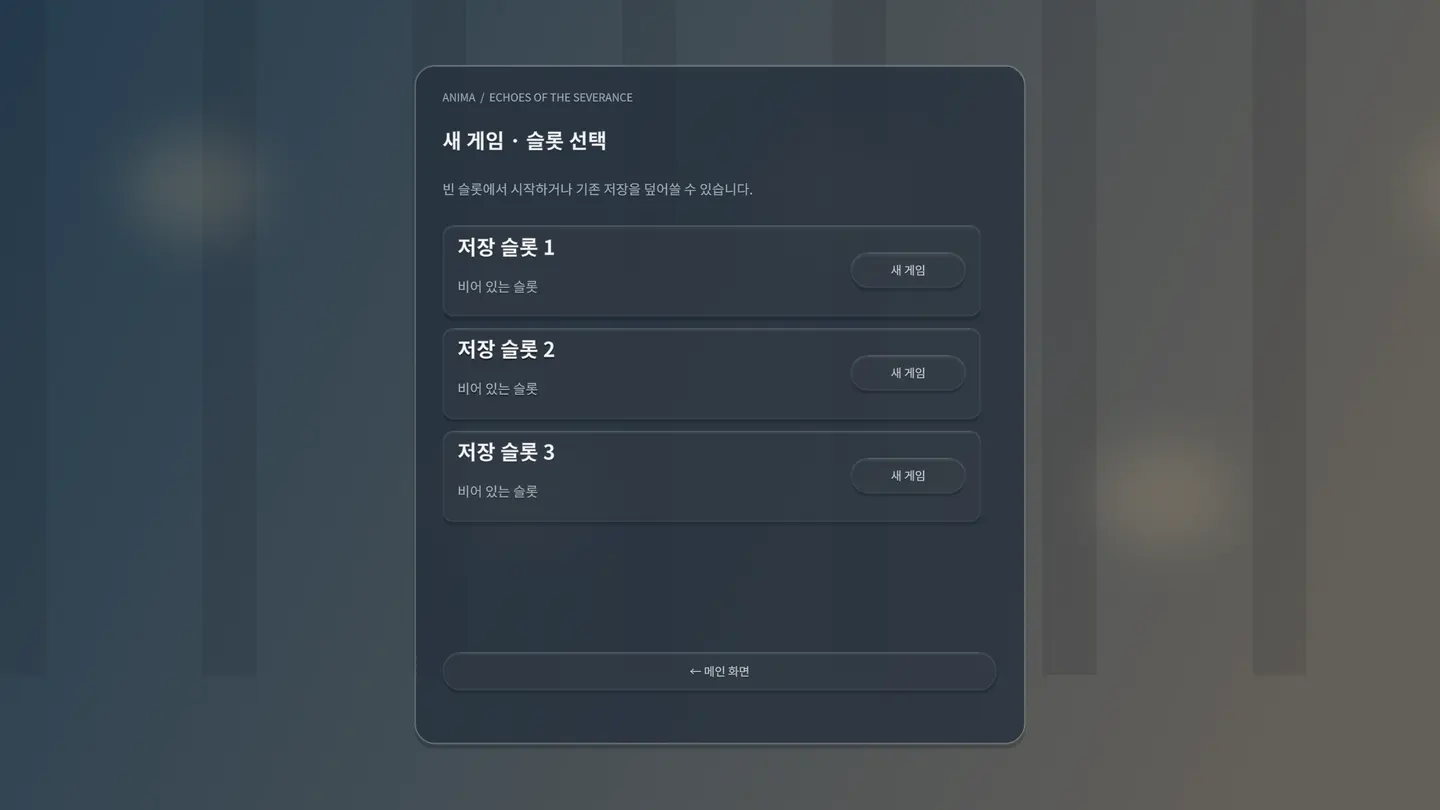 ANIMA / ECHOES OF THE SEVERANCE
새 게임 · 슬롯 선택
빈 슬롯에서 시작하거나 기존 저장을 덮어쓸 수 있습니다.
저장 슬롯 1
비어 있는 슬롯
새 게임
저장 슬롯 2
비어 있는 슬롯
새 게임
저장 슬롯 3
비어 있는 슬롯
새 게임
← 메인 화면